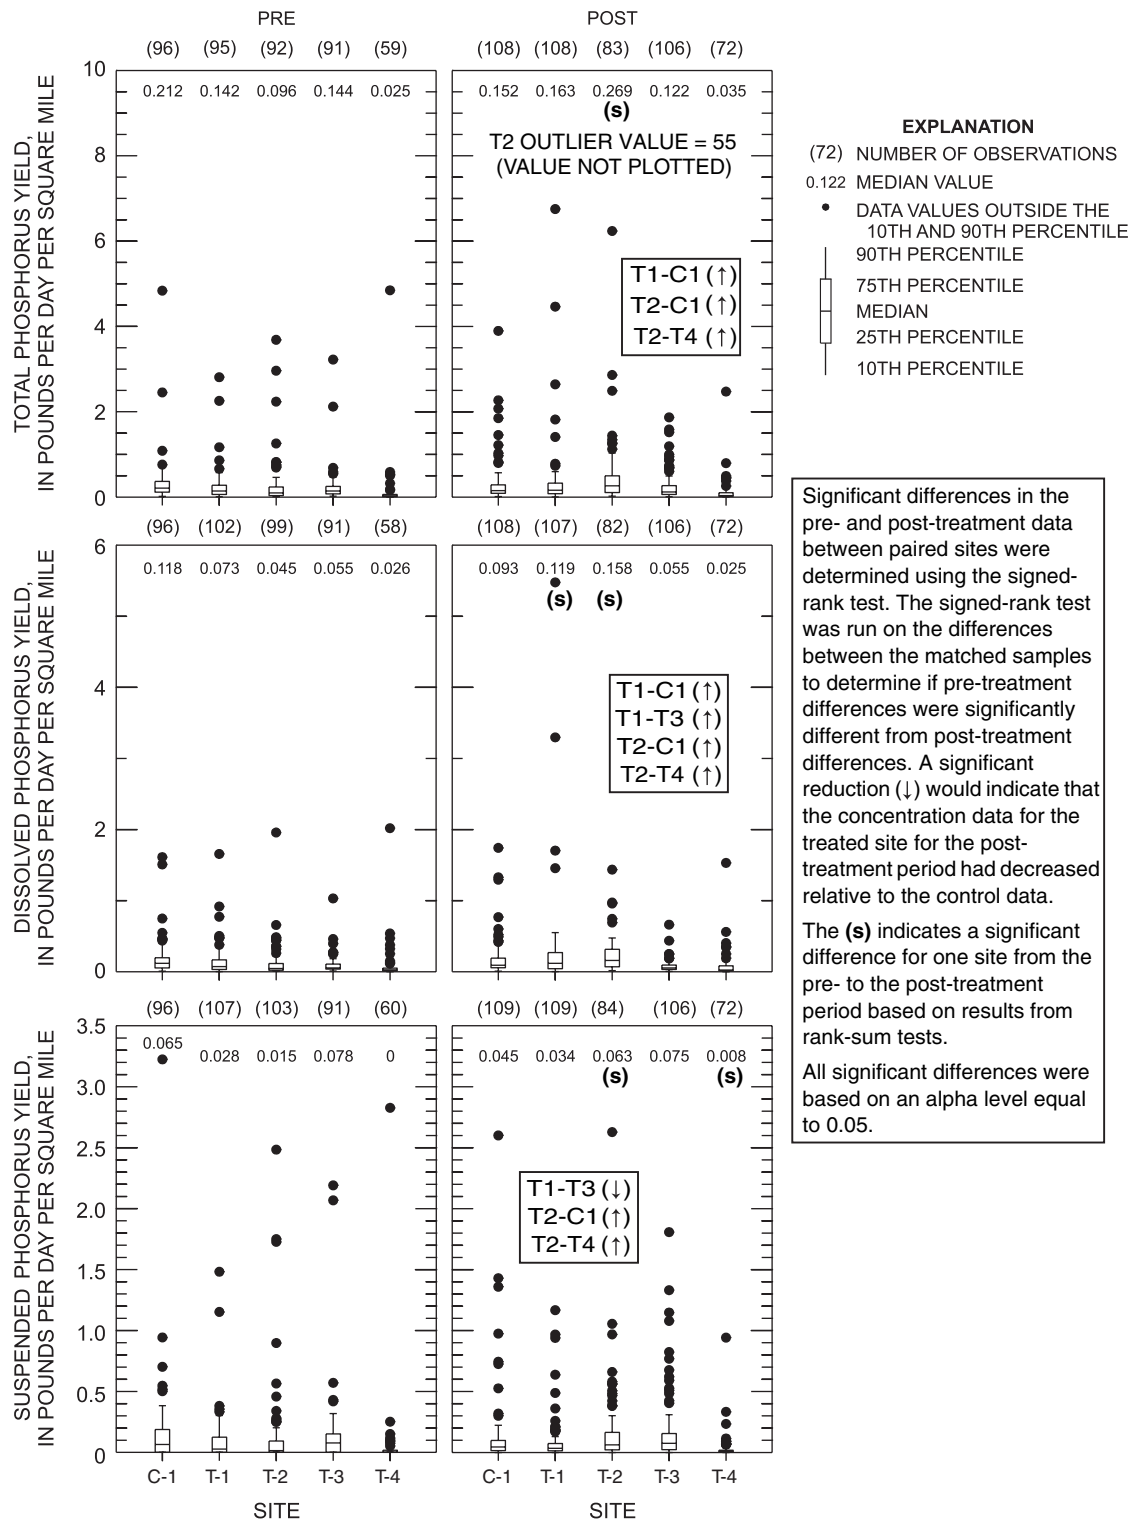 PRE
POST
(96) (95) (92) (91) (59)
(108) (108) (83) (106) (72)
TOTAL PHOSPHORUS YIELD,
IN POUNDS PER DAY PER SQUARE MILE
10
8
6
4
2
0
0.212 0.142 0.096 0.144 0.025
0.152 0.163 0.269 0.122 0.035
(s)
T2 OUTLIER VALUE = 55
(VALUE NOT PLOTTED)
T1-C1 (↑)
T2-C1 (↑)
T2-T4 (↑)
EXPLANATION
(72) NUMBER OF OBSERVATIONS
0.122 MEDIAN VALUE
DATA VALUES OUTSIDE THE
10TH AND 90TH PERCENTILE
90TH PERCENTILE
75TH PERCENTILE
MEDIAN
25TH PERCENTILE
10TH PERCENTILE
(96) (102) (99) (91) (58)
(108) (107) (82) (106) (72)
DISSOLVED PHOSPHORUS YIELD,
IN POUNDS PER DAY PER SQUARE MILE
6
4
2
0
0.118 0.073 0.045 0.055 0.026
0.093 0.119 0.158 0.055 0.025
(s) (s)
T1-C1 (↑)
T1-T3 (↑)
T2-C1 (↑)
T2-T4 (↑)
(96) (107) (103) (91) (60)
(109) (109) (84) (106) (72)
SUSPENDED PHOSPHORUS YIELD,
IN POUNDS PER DAY PER SQUARE MILE
3.5
3.0
2.5
2.0
1.5
1.0
0.5
0
0.065 0.028 0.015 0.078 0
0.045 0.034 0.063 0.075 0.008
(s) (s)
T1-T3 (↓)
T2-C1 (↑)
T2-T4 (↑)
C-1 T-1 T-2 T-3 T-4
C-1 T-1 T-2 T-3 T-4
SITE
SITE
Significant differences in the
pre- and post-treatment data
between paired sites were
determined using the signed-
rank test. The signed-rank test
was run on the differences
between the matched samples
to determine if pre-treatment
differences were significantly
different from post-treatment
differences. A significant
reduction (↓) would indicate that
the concentration data for the
treated site for the post-
treatment period had decreased
relative to the control data.
The (s) indicates a significant
difference for one site from the
pre- to the post-treatment
period based on results from
rank-sum tests.
All significant differences were
based on an alpha level equal
to 0.05.